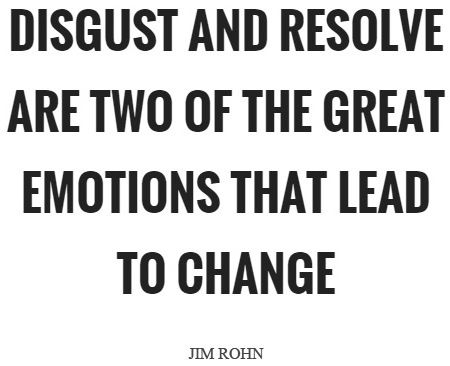 DISGUST AND RESOLVE
ARE TWO OF THE GREAT
EMOTIONS THAT LEAD
TO CHANGE
JIM ROHN